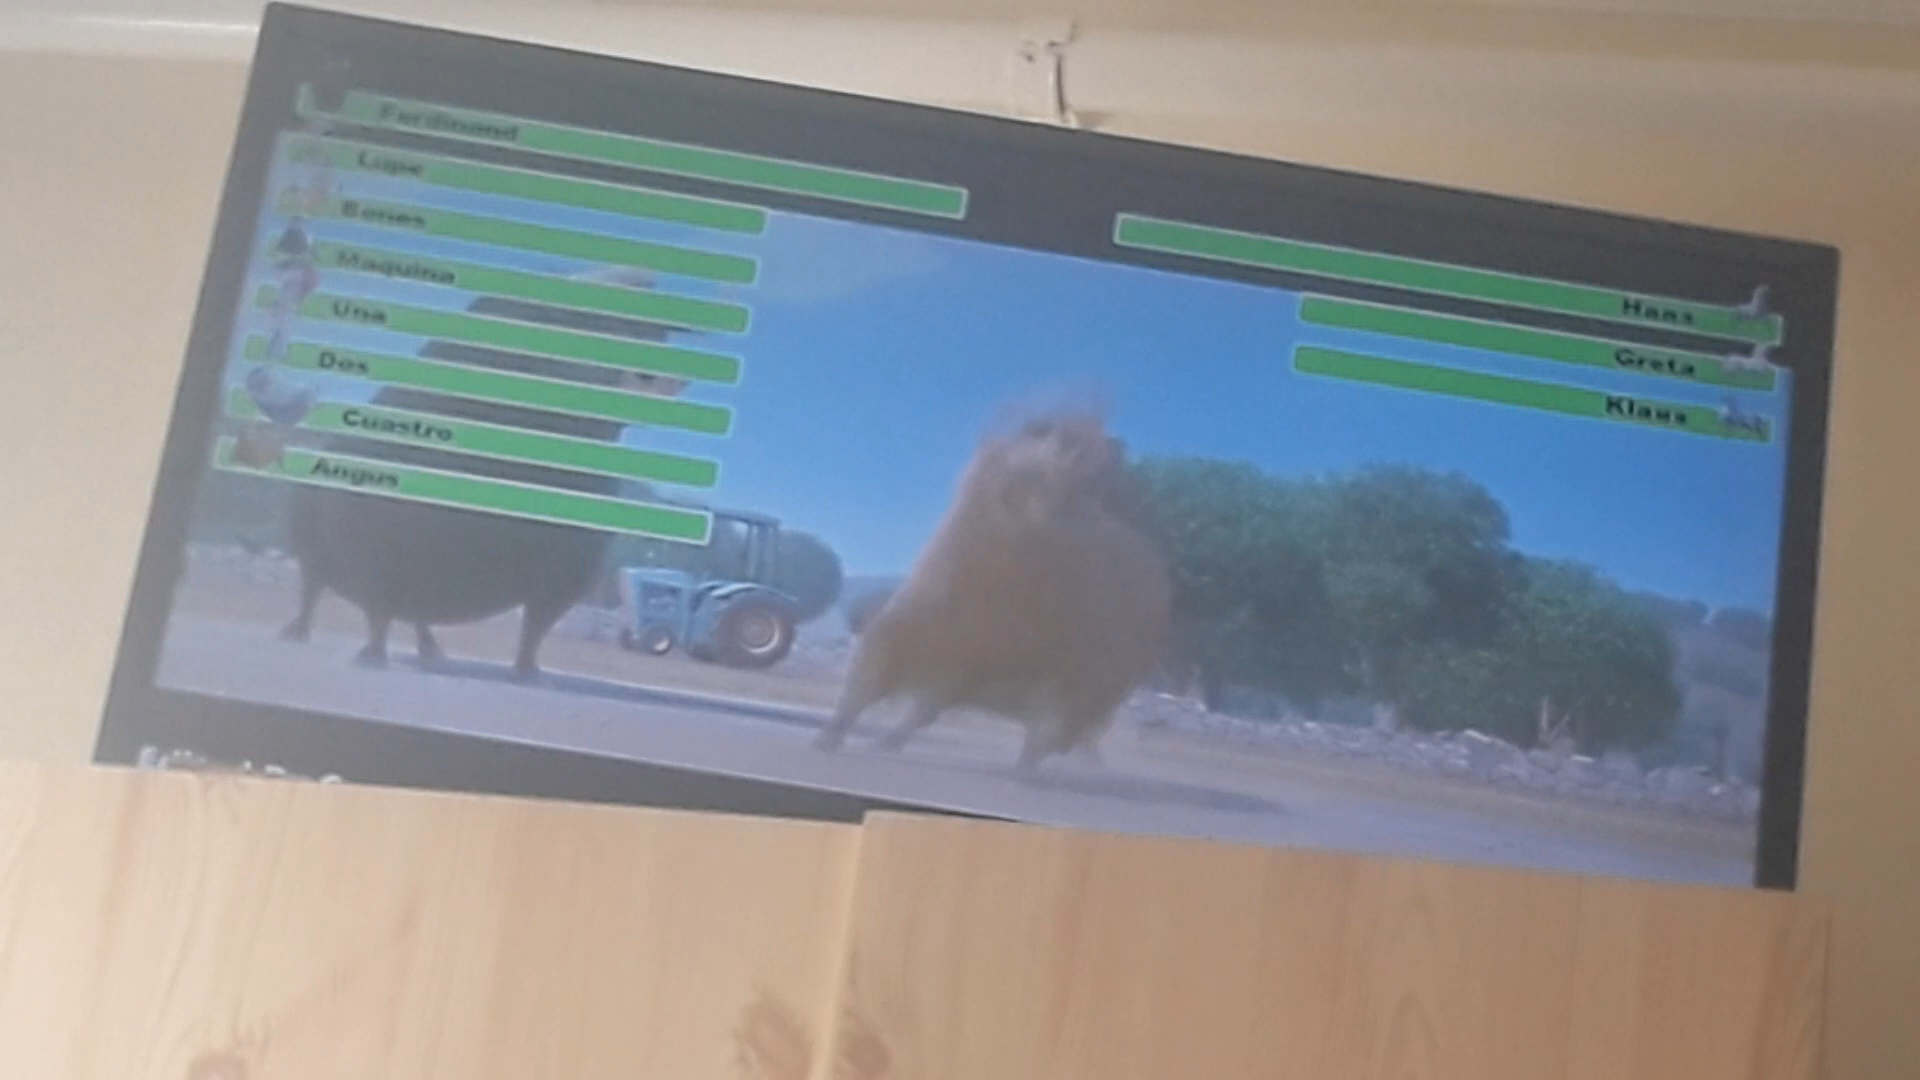 Ferdinand
Lupe
Bones
Maquina
Una
Dos
Cuastro
Angus
Hans
Greta
Klaus